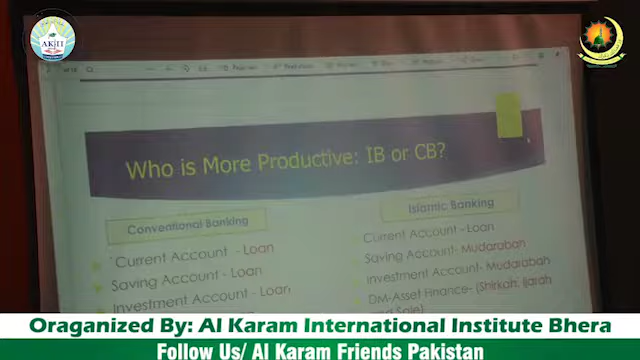 AKIII
Who is More Productive: IB or CB?
Conventional Banking
Current Account - Loan
Saving Account - Loan
Investment Account - Loan
Islamic Banking
Current Account - Loan
Saving Account- Mudarabah
Investment Account- Mudarabah
DM-Asset Finance- (Shirkah, Ijarah
and Sale)
Oraganized By: Al Karam International Institute Bhera
Follow Us/ Al Karam Friends Pakistan